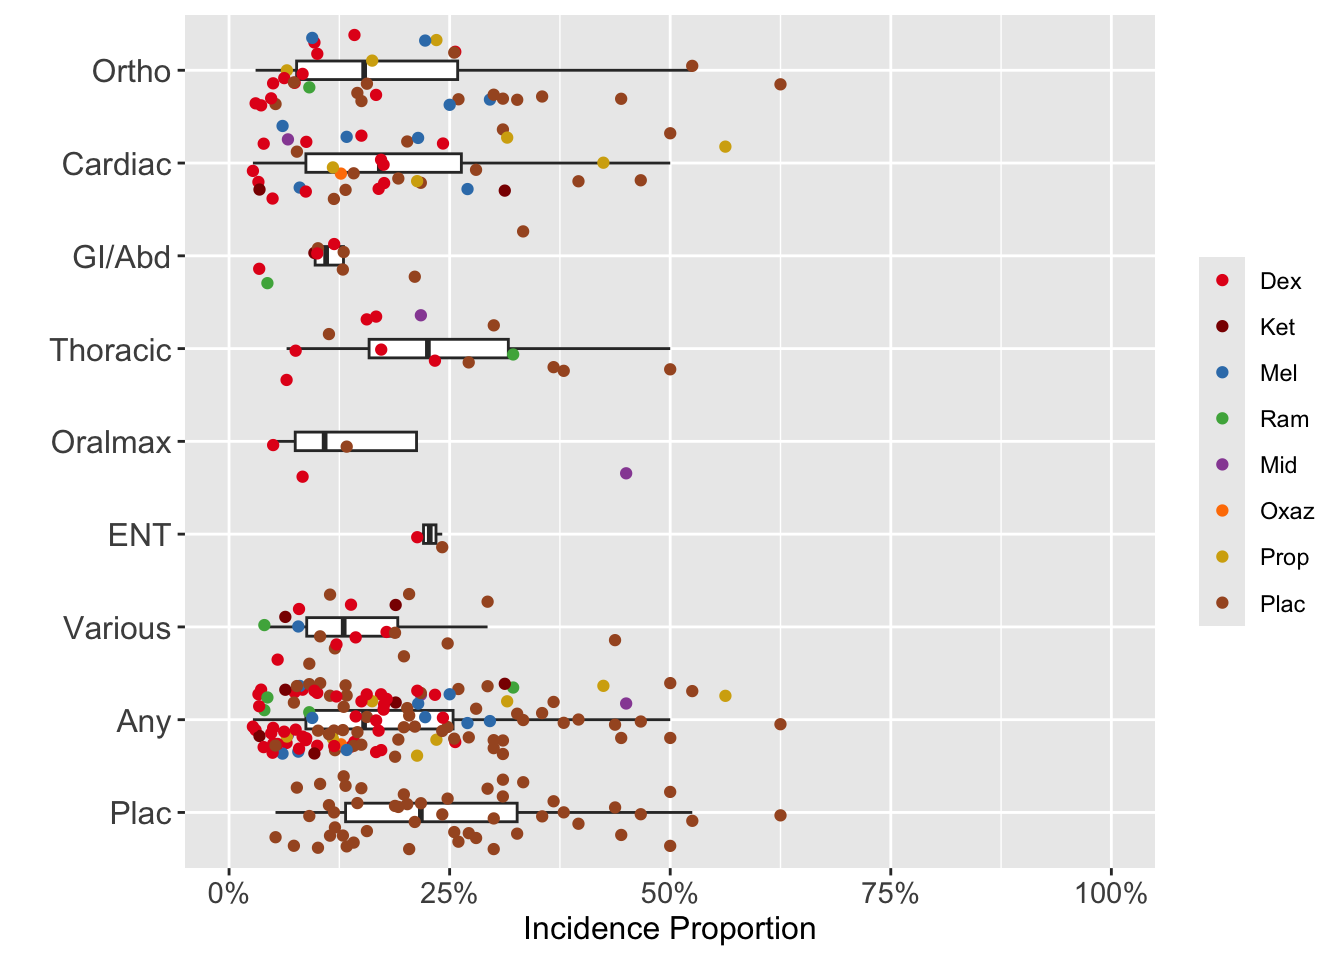 Ortho
Cardiac
GI/Abd
Thoracic
Oralmax
ENT
Various
Any
Plac
0%
25%
50%
75%
100%
Incidence Proportion
Dex
Ket
Mel
Ram
Mid
Oxaz
Prop
Plac